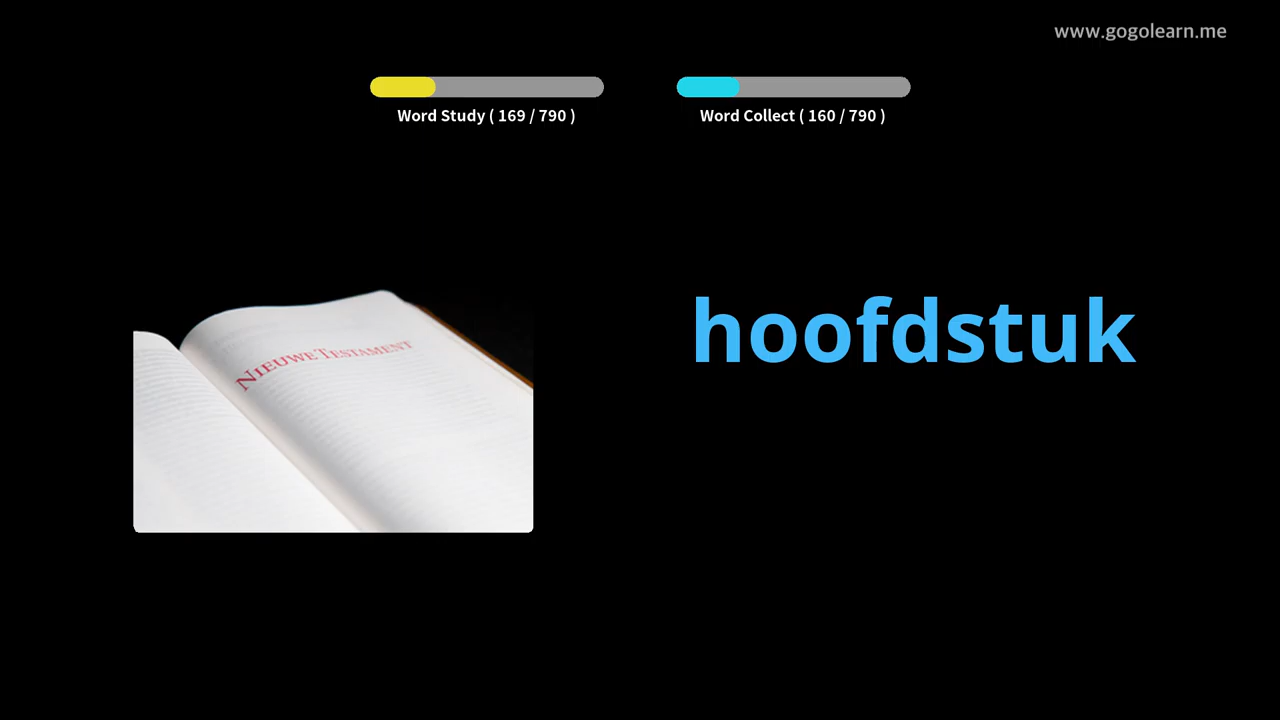 www.gogolearn.me
Word Study ( 169 / 790 )
Word Collect ( 160 / 790 )
hoofdstuk
NIEUWE TESTAMENT